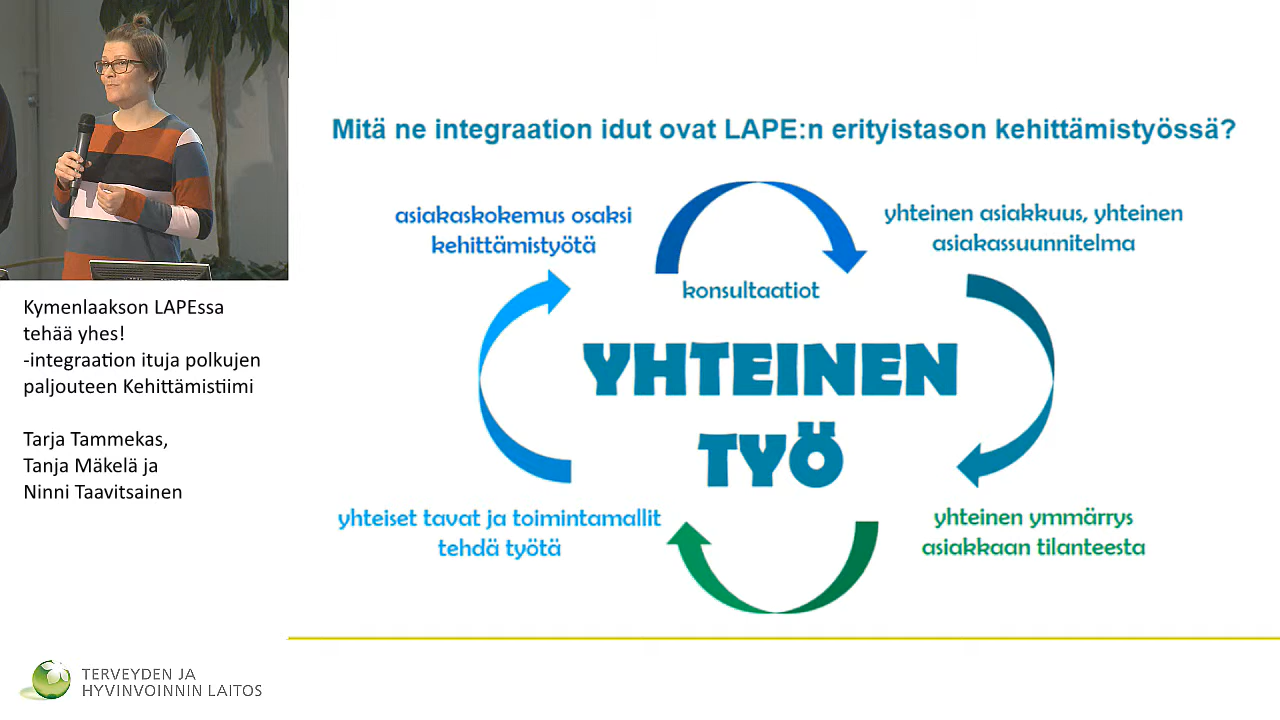 Mitä ne integraation idut ovat LAPE:n erityistason kehittämistyössä?
asiakaskokemus osaksi
kehittämistyötä
yhteinen asiakkuus, yhteinen
asiakassuunnitelma
konsultaatiot
YHTEINEN
TYÖ
yhteiset tavat ja toimintamallit
tehdä työtä
yhteinen ymmärrys
asiakkaan tilanteesta
Kymenlaakson LAPEssa
tehää yhes!
-integraation ituja polkujen
paljouteen Kehittämistiimi
Tarja Tammekas,
Tanja Mäkelä ja
Ninni Taavitsainen
TERVEYDEN JA
HYVINVOINNIN LAITOS